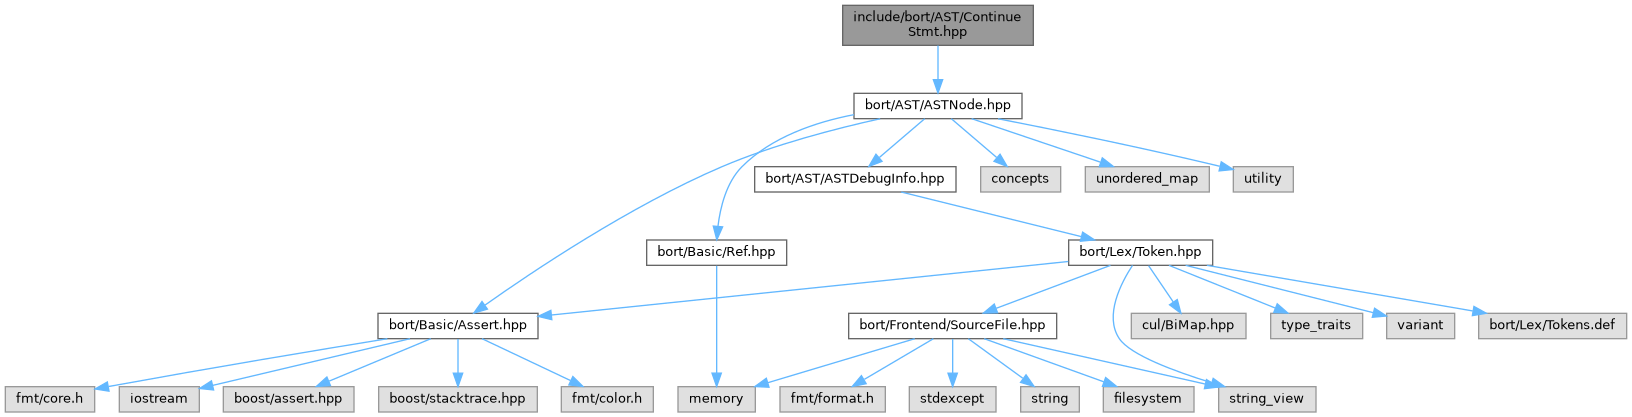 include/bort/AST/Continue
Stmt.hpp
bort/AST/ASTNode.hpp
bort/AST/ASTDebugInfo.hpp
concepts
unordered_map
utility
bort/Basic/Ref.hpp
bort/Lex/Token.hpp
bort/Basic/Assert.hpp
bort/Frontend/SourceFile.hpp
cul/BiMap.hpp
type_traits
variant
bort/Lex/Tokens.def
fmt/core.h
iostream
boost/assert.hpp
boost/stacktrace.hpp
fmt/color.h
memory
fmt/format.h
stdexcept
string
filesystem
string_view